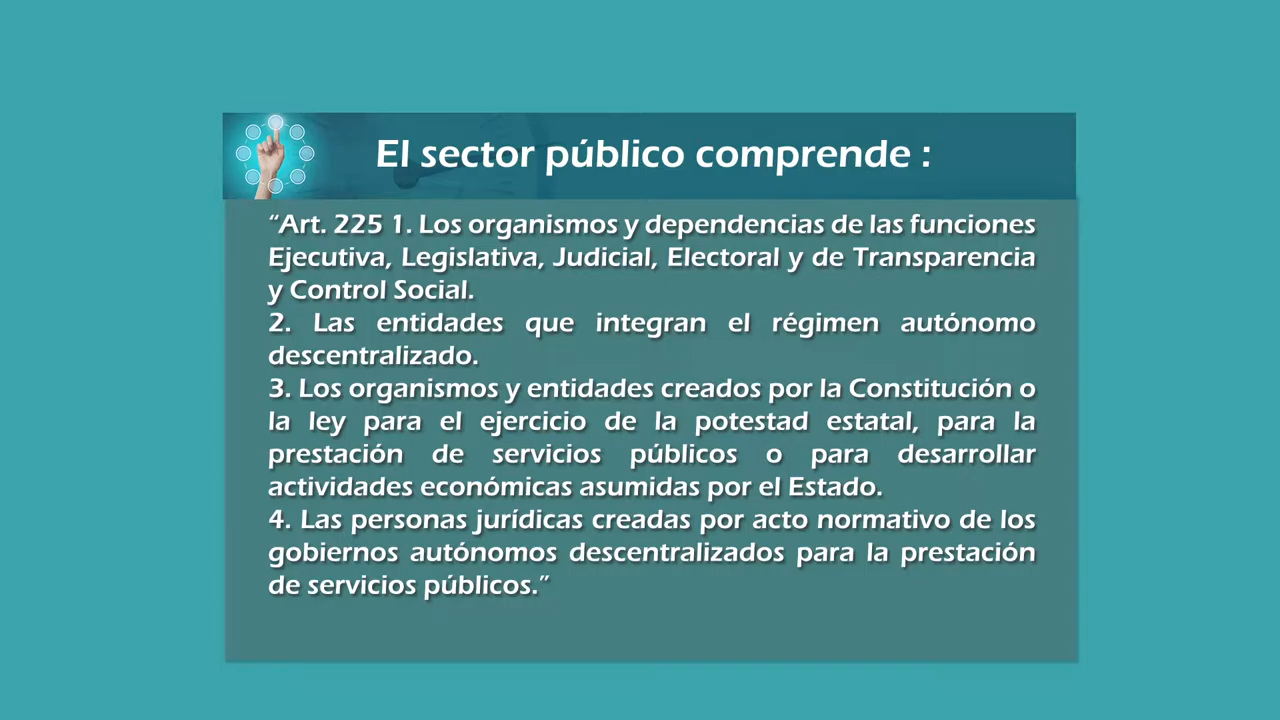 El sector público comprende :
“Art. 225 1. Los organismos y dependencias de las funciones
Ejecutiva, Legislativa, Judicial, Electoral y de Transparencia
y Control Social.
2. Las entidades que integran el régimen autónomo
descentralizado.
3. Los organismos y entidades creados por la Constitución o
la ley para el ejercicio de la potestad estatal, para la
prestación de servicios públicos o para desarrollar
actividades económicas asumidas por el Estado.
4. Las personas jurídicas creadas por acto normativo de los
gobiernos autónomos descentralizados para la prestación
de servicios públicos.”